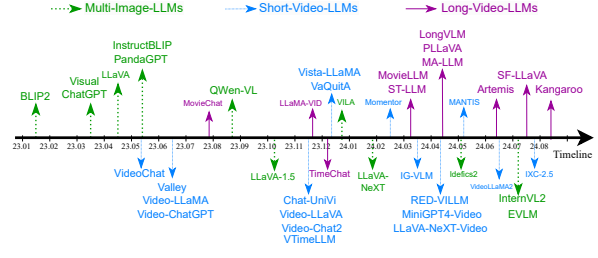 Multi-Image-LLMs Short-Video-LLMs Long-Video-LLMs
LongVLM
InstructBLIP PLLaVA
PandaGPT Vista-LLaMA MA-LLM
Visual LLaVA VaQuitA MovieLLM SF-LLaVA
BLIP2 ChatGPT QWen-VL ST-LLM Artemis Kangaroo
MovieChat LLaMA-VID VILA Momentor MANTIS
23.01 23.02 23.03 23.04 23.05 23.06 23.07 23.08 23.09 23.10 23.11 23.12 24.01 24.02 24.03 24.04 24.05 24.06 24.07 24.08
Timeline
VideoChat LLaVA-1.5 TimeChat LLaVA-NeXT IG-VLM Idefics2 VideoLLaMA2 IXC-2.5
Valley Chat-UniVi RED-VILLM InternVL2
Video-LLaMA Video-LLaVA MiniGPT4-Video EVLM
Video-ChatGPT Video-Chat2 LLaVA-NeXT-Video
VTimeLLM